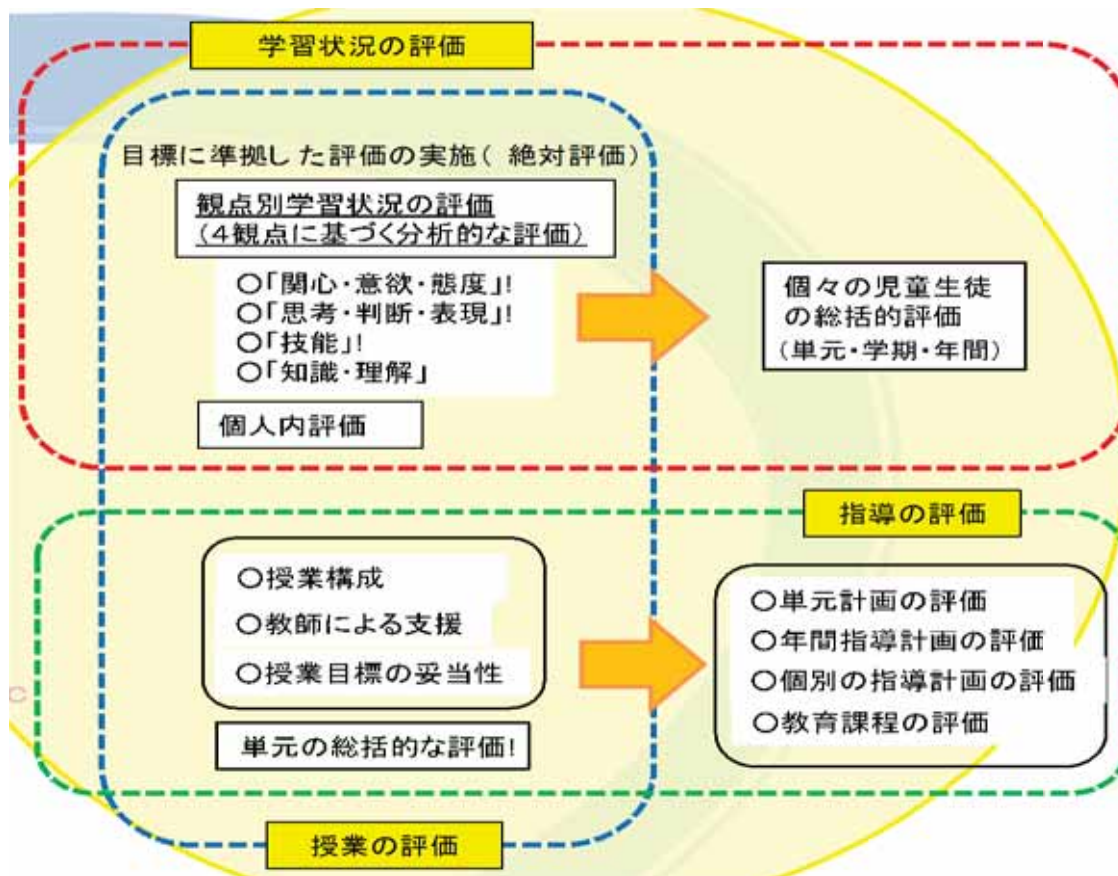 学習状況の評価
目標に準拠した評価の実施( 絶対評価)
観点別学習状況の評価
(4観点に基づく分析的な評価)
○「関心・意欲・態度」!
○「思考・判断・表現」!
○「技能」!
○「知識・理解」
個人内評価
個々の児童生徒
の総括的評価
(単元・学期・年間)
指導の評価
○授業構成
○教師による支援
○授業目標の妥当性
単元の総括的な評価!
○単元計画の評価
○年間指導計画の評価
○個別の指導計画の評価
○教育課程の評価
C
授業の評価